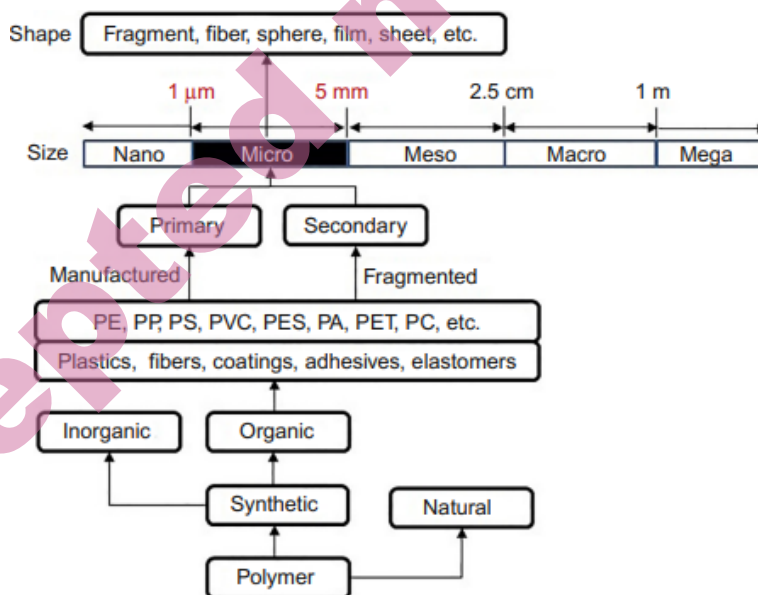 Shape Fragment, fiber, sphere, film, sheet, etc.
1 μm 5 mm 2.5 cm 1 m
Size Nano Micro Meso Macro Mega
Primary Secondary
Manufactured Fragmented
PE, PP, PS, PVC, PES, PA, PET, PC, etc.
Plastics, fibers, coatings, adhesives, elastomers
Inorganic Organic
Synthetic Natural
Polymer
epted m